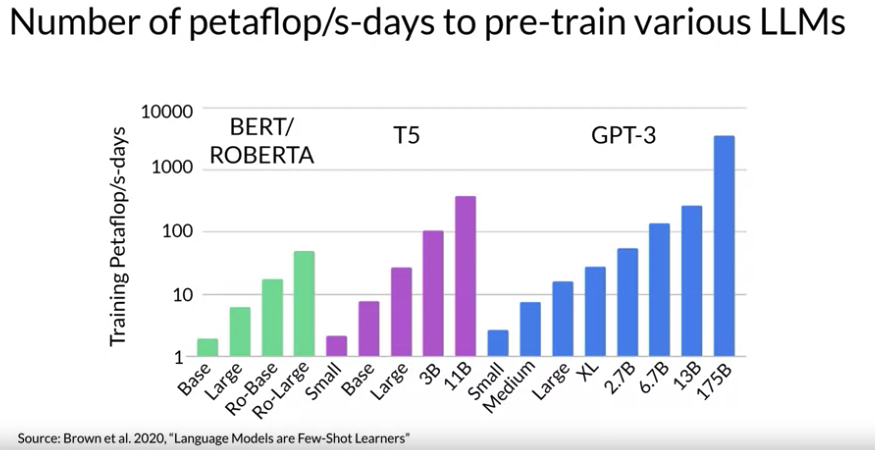 Number of petaflop/s-days to pre-train various LLMs
Training Petaflop/s-days
10000
1000
100
10
1
BERT/
ROBERTA
T5
GPT-3
Base
Large
Ro-Base
Ro-Large
Small
Base
Large
3B
11B
Small
Medium
Large
XL
2.7B
6.7B
13B
175B
Source: Brown et al. 2020, “Language Models are Few-Shot Learners”